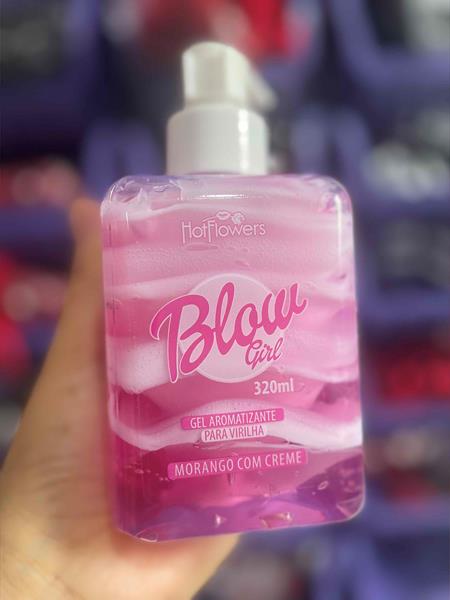 HotFlowers
Blow
Girl
320ml
GEL AROMATIZANTE
PARA VIRILHA
MORANGO COM CREME